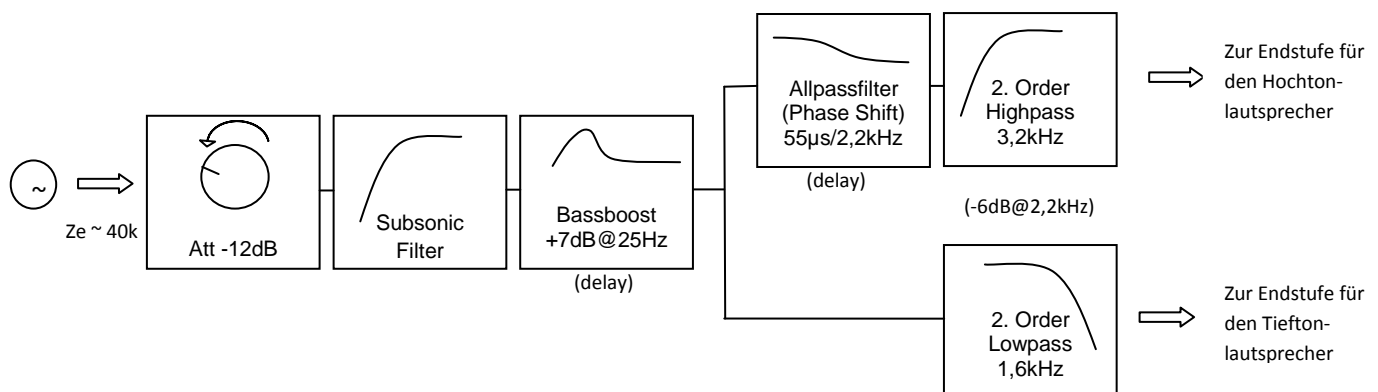 ~
Ze ~ 40k
Att -12dB
Subsonic
Filter
Bassboost
+7dB@25Hz
(delay)
Allpassfilter
(Phase Shift)
55µs/2,2kHz
(delay)
2. Order
Highpass
3,2kHz
(-6dB@2,2kHz)
Zur Endstufe für
den Hochton-
lautsprecher
2. Order
Lowpass
1,6kHz
Zur Endstufe für
den Tiefton-
lautsprecher